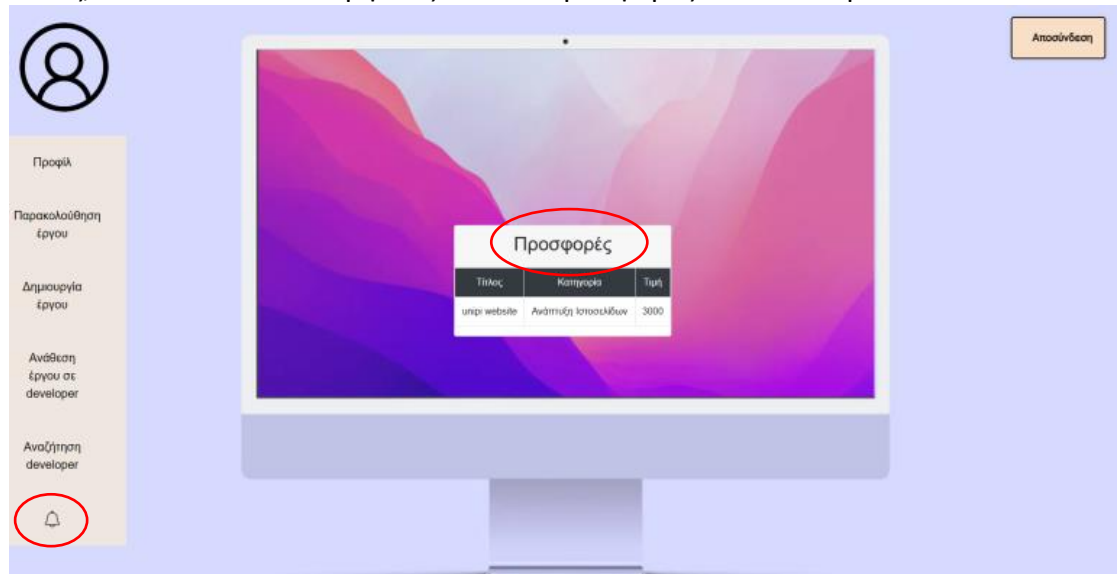 Αποσύνδεση
Προφίλ
Παρακολούθηση
έργου
Δημιουργία
έργου
Ανάθεση
έργου σε
developer
Αναζήτηση
developer
Προσφορές
Τίτλος Κατηγορία Τιμή
unipi website Ανάπτυξη Ιστοσελίδων 3000